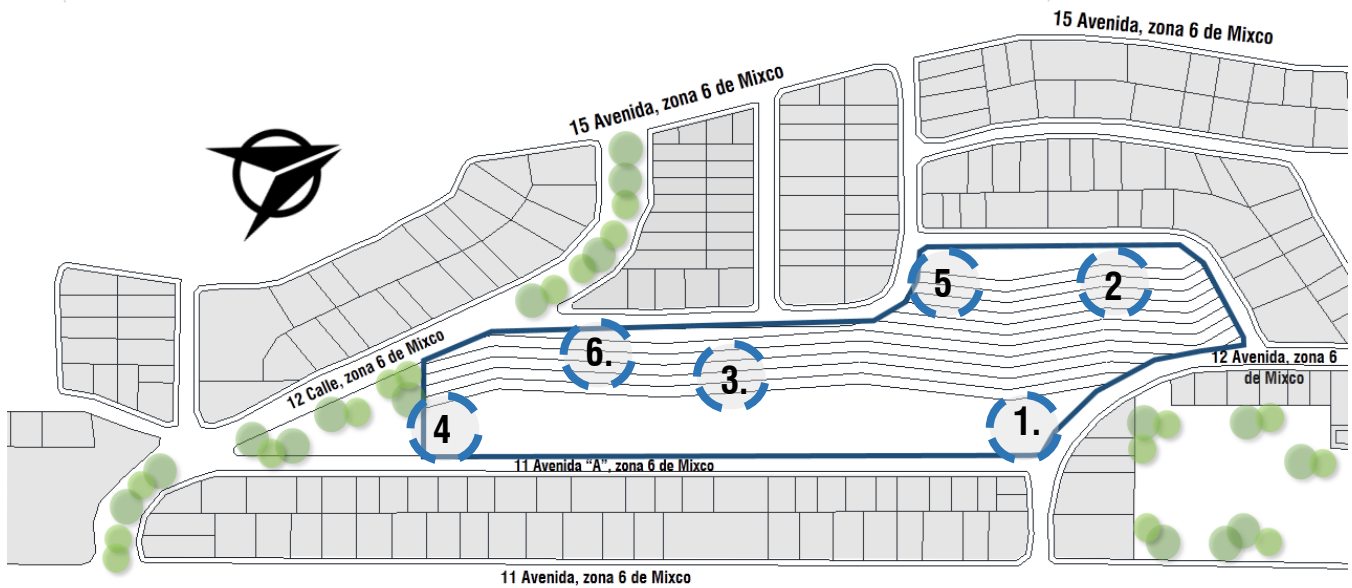 15 Avenida, zona 6 de Mixco
15 Avenida, zona 6 de Mixco
5
2
6.
3.
12 Calle, zona 6 de Mixco
12 Avenida, zona 6
de Mixco
4
1.
11 Avenida “A”, zona 6 de Mixco
11 Avenida, zona 6 de Mixco